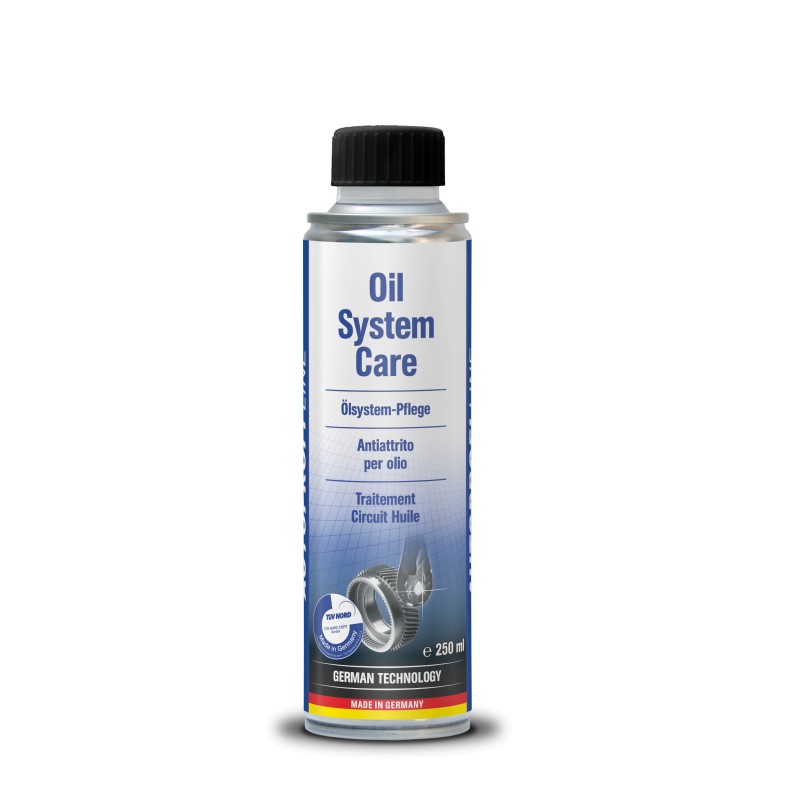 Oil
System
Care
Ölsystem-Pflege
Antiattrito
per olio
Traitement
Circuit Huile
TÜV NORD
Made in Germany
℮ 250 ml
GERMAN TECHNOLOGY
MADE IN GERMANY